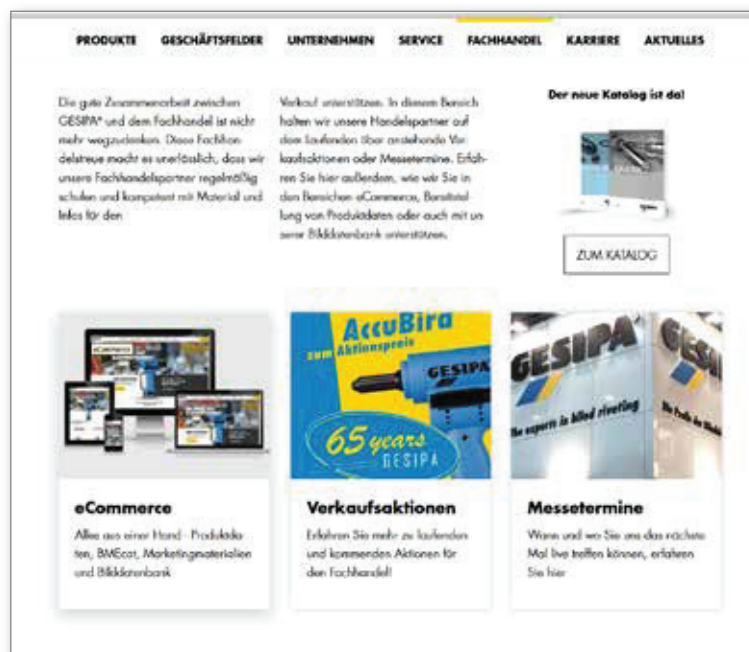 PRODUKTE GESCHÄFTSFELDER UNTERNEHMEN SERVICE FACHHANDEL KARRIERE AKTUELLES
Die gute Zusammenarbeit zwischen
GESIPA® und dem Fachhandel ist nicht
mehr wegzudenken. Diese Fachhan
delstreue macht es unerlässlich, dass wir
unsere Fachhandelspartner regelmäßig
schulen und kompetent mit Material und
Infos für den
Verkauf unterstützen. In diesem Bereich
halten wir unsere Handelspartner auf
dem Laufenden über anstehende Ver
kaufsaktionen oder Messetermine. Erfah-
ren Sie hier außerdem, wie wir Sie in
den Bereichen eCommerce, Bereitstel
lung von Produktdaten oder auch mit un
serer Bilddatenbank unterstützen.
Der neue Katalog ist da!
ZUM KATALOG
eCommerce
AccuBird
zum Aktionspreis
GESIPA
65 years
GESIPA
GESIPA
The experts in blind riveting
GESIPA
Die Profis im
eCommerce
Alles aus einer Hand - Produktda-
ten, BMEcat, Marketingmaterialien
und Bilddatenbank
Verkaufsaktionen
Erfahren Sie mehr zu laufenden
und kommenden Aktionen für
den Fachhandel!
Messetermine
Wann und wo Sie uns das nächste
Mal live treffen können, erfahren
Sie hier